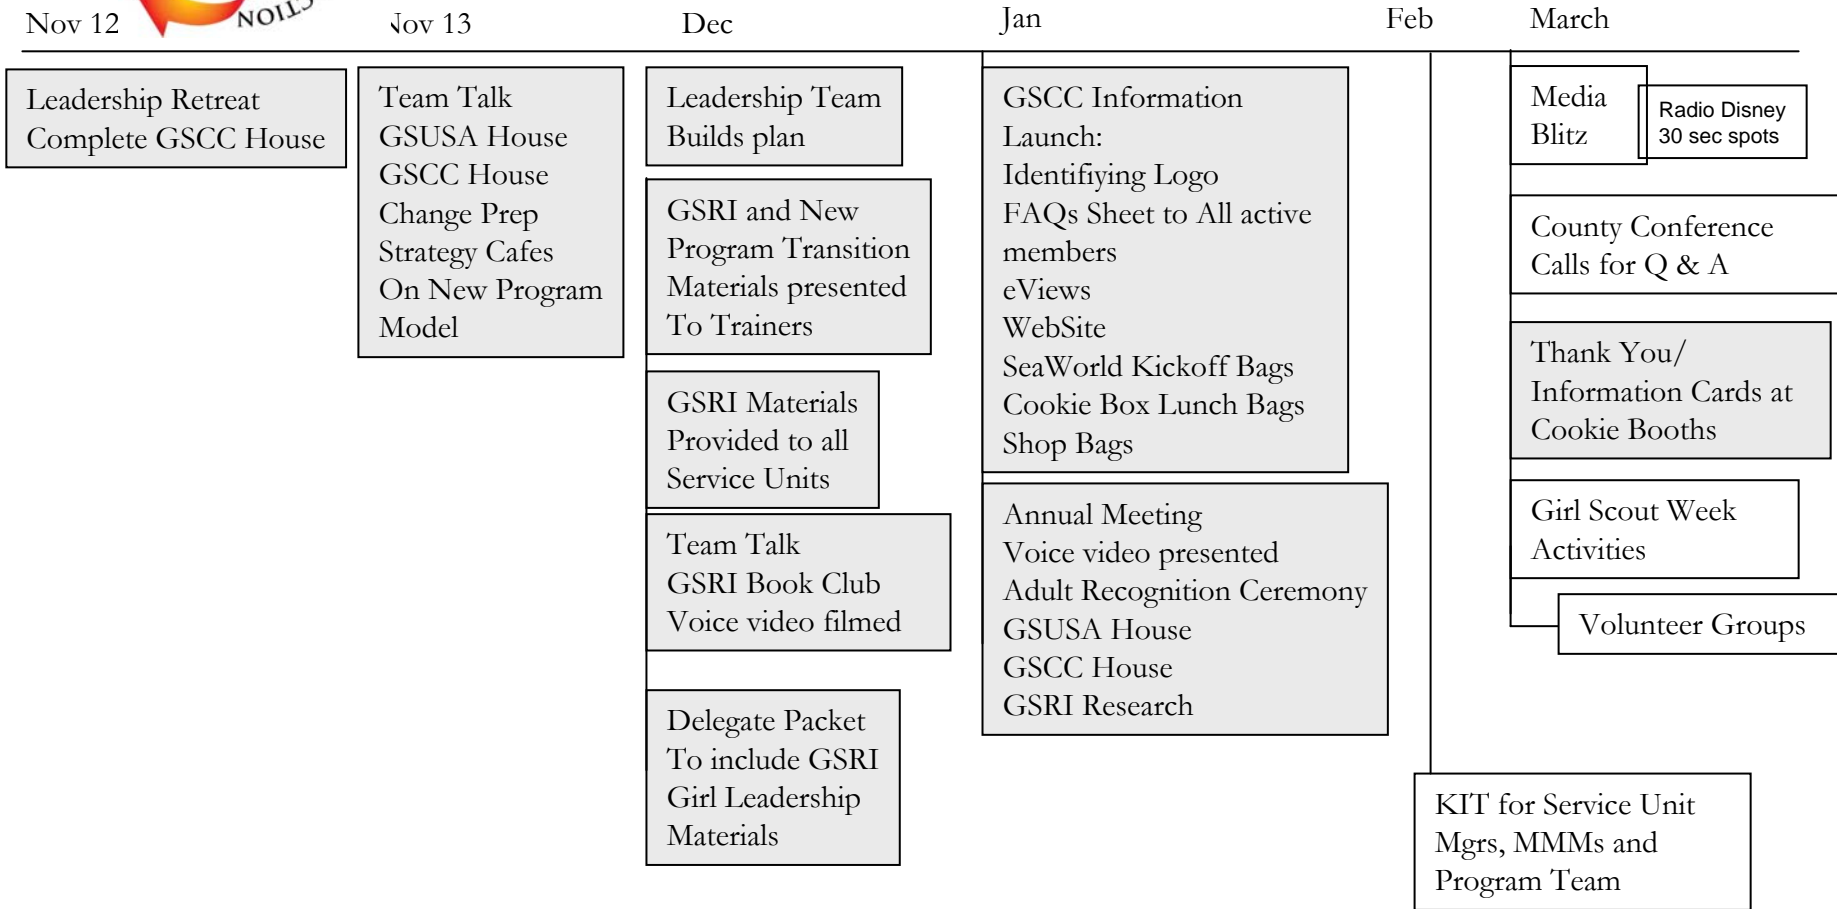 Nov 12
Nov 13
Dec
Jan
Feb
March
Leadership Retreat
Complete GSCC House
Team Talk
GSUSA House
GSCC House
Change Prep
Strategy Cafes
On New Program
Model
Leadership Team
Builds plan
GSRI and New
Program Transition
Materials presented
To Trainers
GSRI Materials
Provided to all
Service Units
Team Talk
GSRI Book Club
Voice video filmed
Delegate Packet
To include GSRI
Girl Leadership
Materials
GSCC Information
Launch:
Identifiying Logo
FAQs Sheet to All active
members
eViews
WebSite
SeaWorld Kickoff Bags
Cookie Box Lunch Bags
Shop Bags
Annual Meeting
Voice video presented
Adult Recognition Ceremony
GSUSA House
GSCC House
GSRI Research
KIT for Service Unit
Mgrs, MMMs and
Program Team
Media
Blitz
Radio Disney
30 sec spots
County Conference
Calls for Q & A
Thank You/
Information Cards at
Cookie Booths
Girl Scout Week
Activities
Volunteer Groups